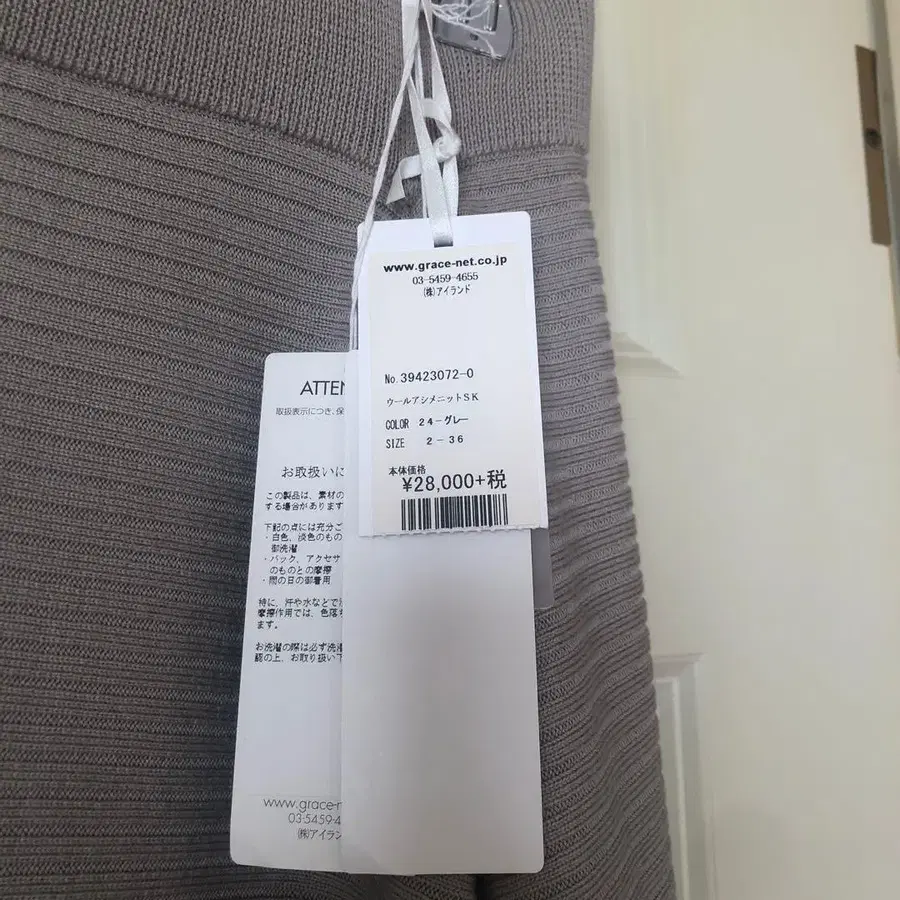 www.grace-net.co.jp
03-5459-4655
(株)アイランド
No.39423072-0
ウールアシメニットSK
COLOR 24-グレー
SIZE 2-36
本体価格
¥28,000+税
ATTEN
取扱表示につき、保
お取扱いに
この製品は、素材の
する場合があります
下記の点には充分ご
・白色、淡色のもの
御洗濯
・バック、アクセサ
のものとの摩擦
・雨の日の御着用
特に、汗や水などで
摩擦作用では、色落
ます。
お洗濯の際は必ず洗濯
認の上、お取り扱い下
www.grace-n
03-5459-4
(株)アイラン